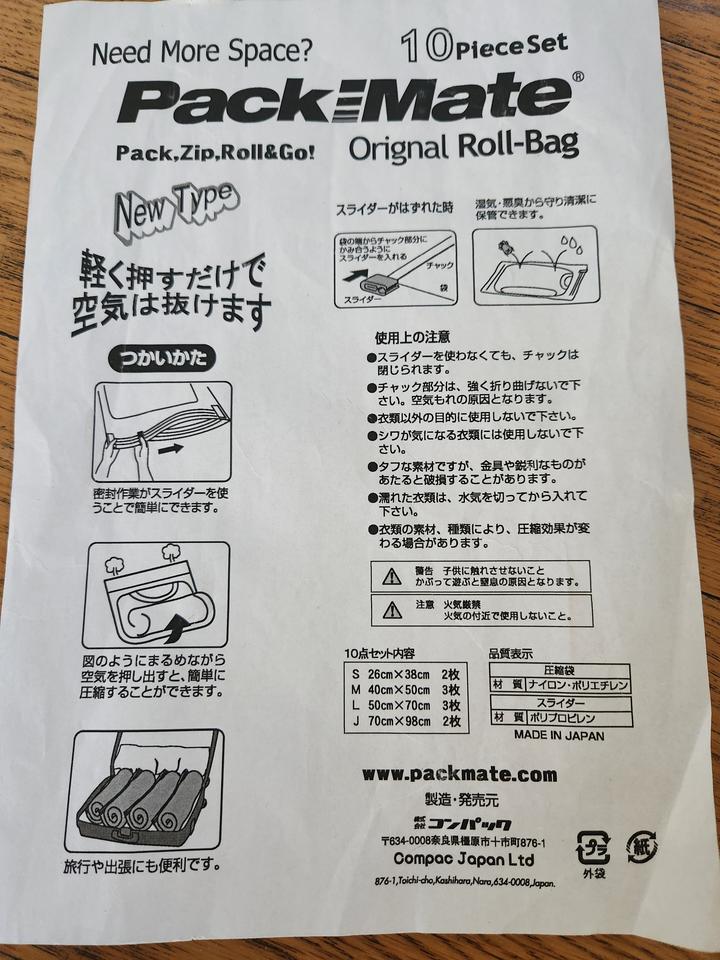 Need More Space?
10 Piece Set
Pack Mate®
Pack,Zip,Roll&Go!
Orignal Roll-Bag
New Type
軽く押すだけで
空気は抜けます
つかいかた
密封作業がスライダーを使
うことで簡単にできます。
図のようにまるめながら
空気を押し出すと、簡単に
圧縮することができます。
旅行や出張にも便利です。
スライダーがはずれた時
袋の端からチャック部分に
かみ合うように
スライダーを入れる
チャック
袋
スライダー
湿気・悪臭から守り清潔に
保管できます。
使用上の注意
●スライダーを使わなくても、チャックは
閉じられます。
●チャック部分は、強く折り曲げないで下
さい。空気もれの原因となります。
●衣類以外の目的に使用しないで下さい。
●シワが気になる衣類には使用しないで下
さい。
●タフな素材ですが、金具や鋭利なものが
あたると破損することがあります。
●濡れた衣類は、水気を切ってから入れて
下さい。
●衣類の素材、種類により、圧縮効果が変
わる場合があります。
警告 子供に触れさせないこと
かぶって遊ぶと窒息の原因となります。
注意 火気厳禁
火気の付近で使用しないこと。
10点セット内容
S 26cm×38cm 2枚
M 40cm×50cm 3枚
L 50cm×70cm 3枚
J 70cm×98cm 2枚
品質表示
圧縮袋
材 質 ナイロン・ポリエチレン
スライダー
材 質 ポリプロピレン
MADE IN JAPAN
www.packmate.com
製造・発売元
株式会社 コンパック
〒634-0008奈良県橿原市十市町876-1
Compac Japan Ltd
876-1,Toichi-cho,Kashihara,Nara,634-0008,Japan.
プラ
外袋
紙